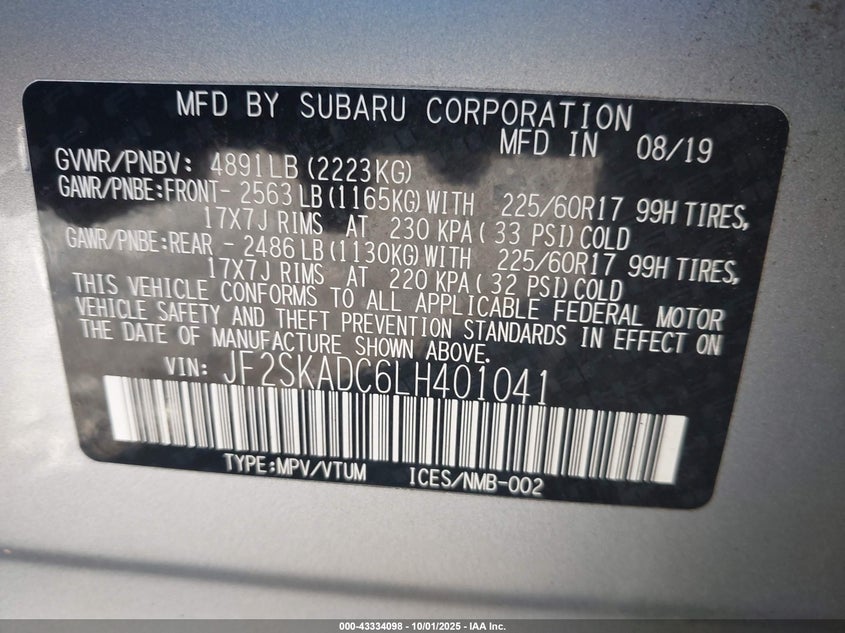 MFD BY SUBARU CORPORATION
MFD IN 08/19
GVWR/PNBV: 4891LB (2223KG)
GAWR/PNBE:FRONT- 2563LB(1165KG)WITH 225/60R17 99H TIRES,
17X7J RIMS AT 230 KPA( 33 PSI)COLD
GAWR/PNBE:REAR - 2486LB(1130KG)WITH 225/60R17 99H TIRES,
17X7J RIMS AT 220 KPA( 32 PSI)COLD
THIS VEHICLE CONFORMS TO ALL APPLICABLE FEDERAL MOTOR
VEHICLE SAFETY AND THEFT PREVENTION STANDARDS IN EFFECT ON
THE DATE OF MANUFACTURE SHOWN ABOVE.
VIN: JF2SKADC6LH401041
TYPE:MPV/VTUM ICES/NMB-002
000-43334098 - 10/01/2025 - IAA Inc.